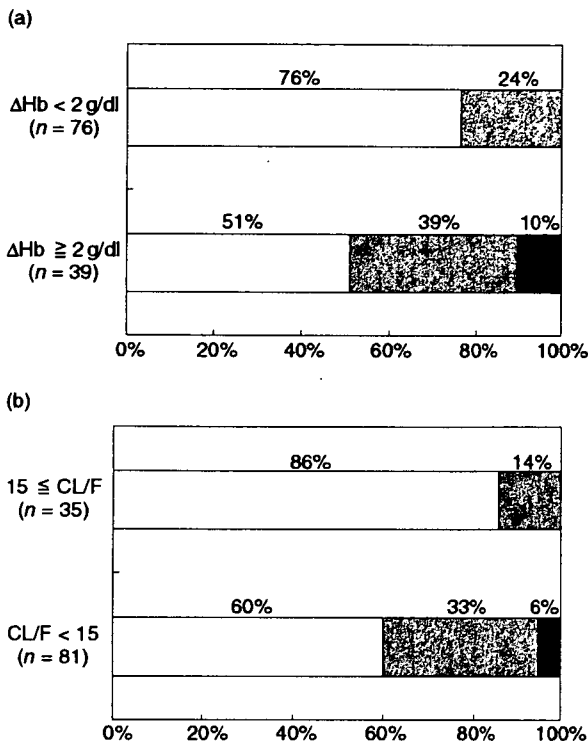 (a)
76% 24%
ΔHb < 2 g/dl
(n = 76)
51% 39% 10%
ΔHb ≧ 2 g/dl
(n = 39)
0% 20% 40% 60% 80% 100%
(b)
86% 14%
15 ≦ CL/F
(n = 35)
60% 33% 6%
CL/F < 15
(n = 81)
0% 20% 40% 60% 80% 100%